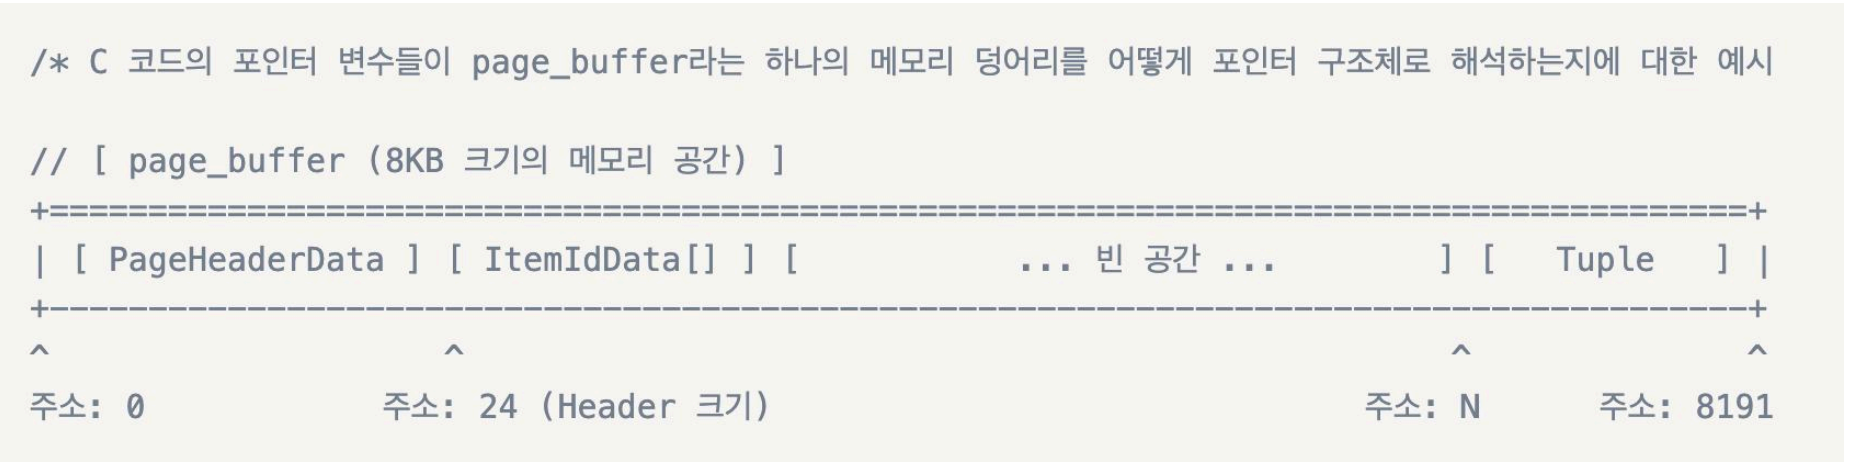 /* C 코드의 포인터 변수들이 page_buffer라는 하나의 메모리 덩어리를 어떻게 포인터 구조체로 해석하는지에 대한 예시
// [ page_buffer (8KB 크기의 메모리 공간) ]
+======================================================================================+
| [ PageHeaderData ] [ ItemIdData[] ] [ ... 빈 공간 ... ] [ Tuple ] |
+--------------------------------------------------------------------------------------+
^ ^ ^ ^
주소: 0 주소: 24 (Header 크기) 주소: N 주소: 8191